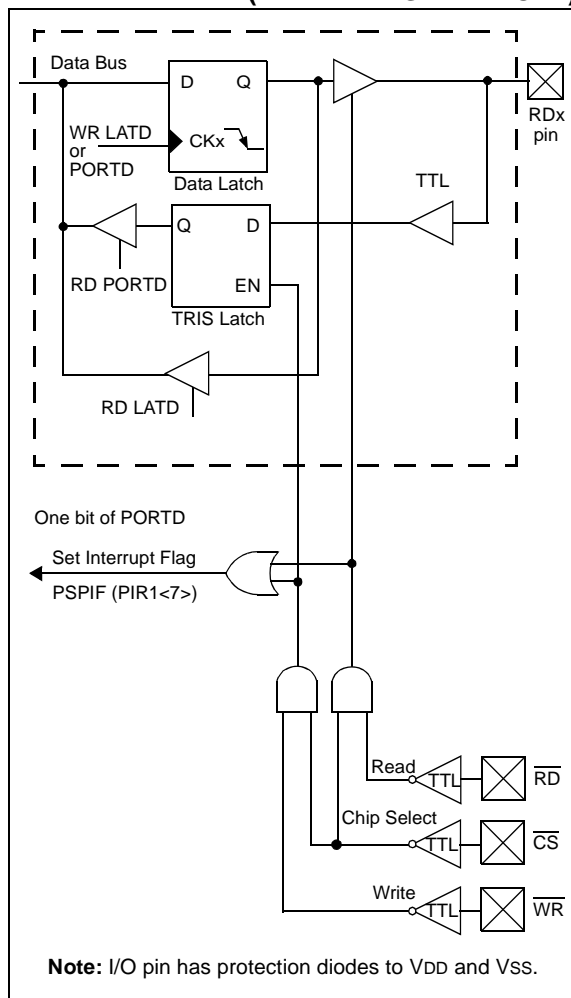 Data Bus
D Q
WR LATD
or
PORTD
CKx
Data Latch
RDx
pin
TTL
Q D
RD PORTD
EN
TRIS Latch
RD LATD
One bit of PORTD
Set Interrupt Flag
PSPIF (PIR1<7>)
Read
TTL
RD
Chip Select
TTL
CS
Write
TTL
WR
Note: I/O pin has protection diodes to VDD and VSS.